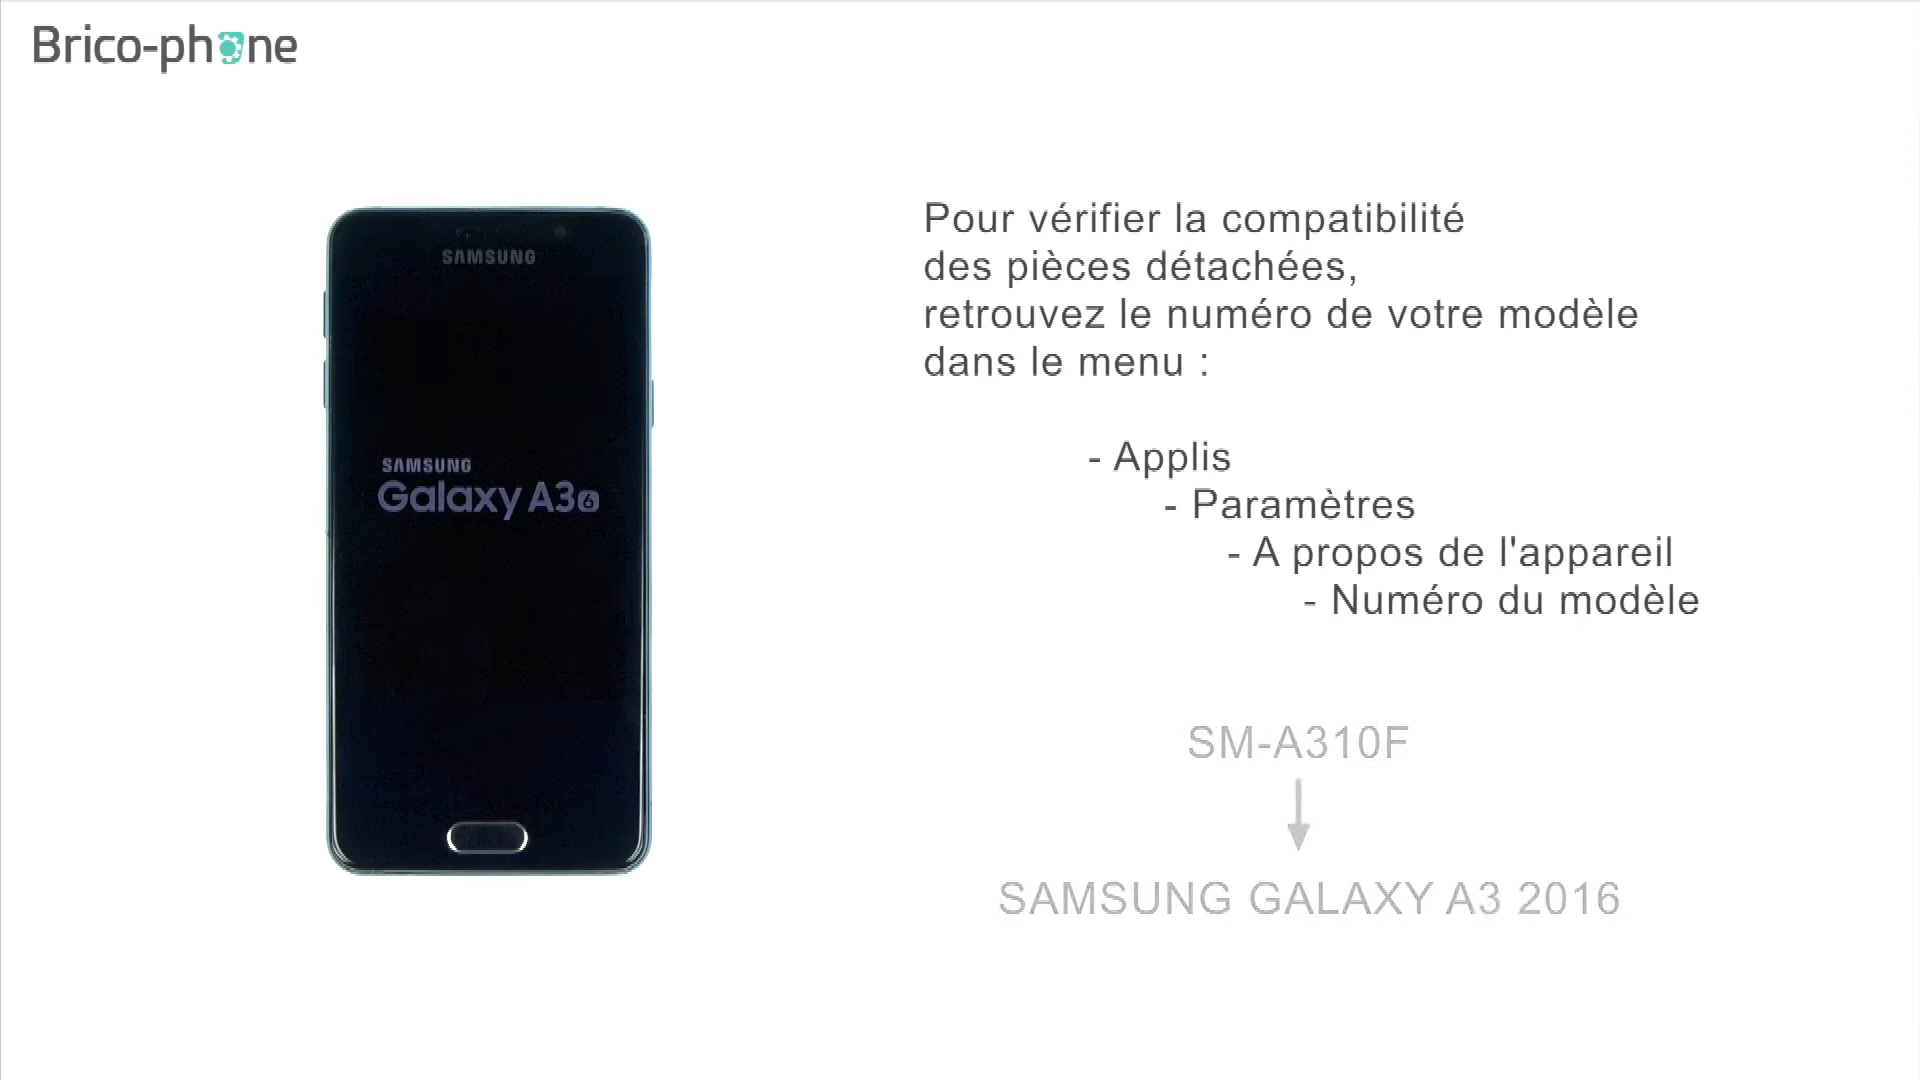 Brico-phone
SAMSUNG
SAMSUNG
Galaxy A36
Pour vérifier la compatibilité
des pièces détachées,
retrouvez le numéro de votre modèle
dans le menu :
- Applis
- Paramètres
- A propos de l'appareil
- Numéro du modèle
SM-A310F
SAMSUNG GALAXY A3 2016